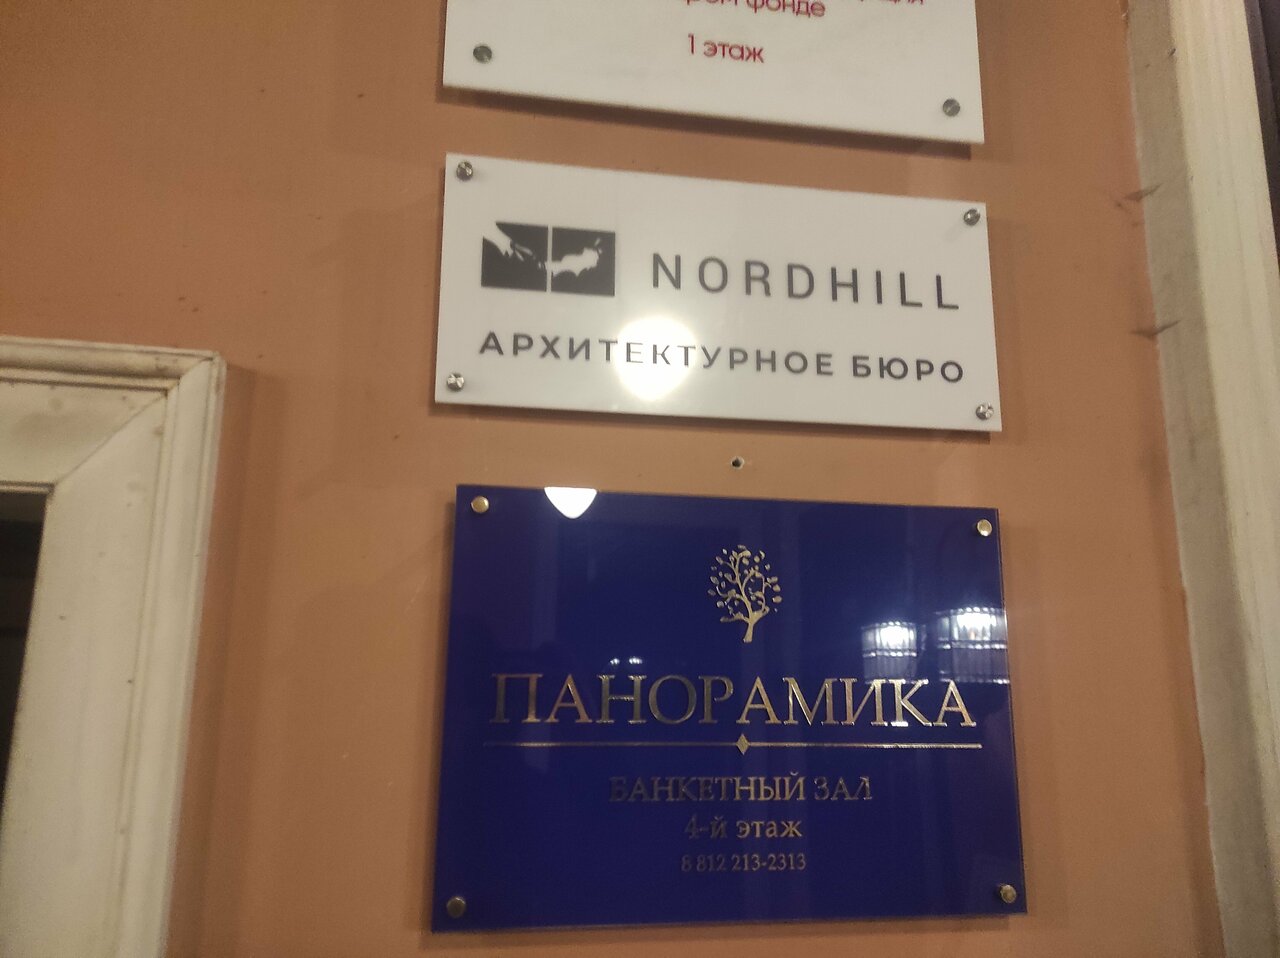 фонде
1 этаж
NORDHILL
АРХИТЕКТУРНОЕ БЮРО
ПАНОРАМИКА
БАНКЕТНЫЙ ЗАЛ
4-й этаж
8 812 213-2313